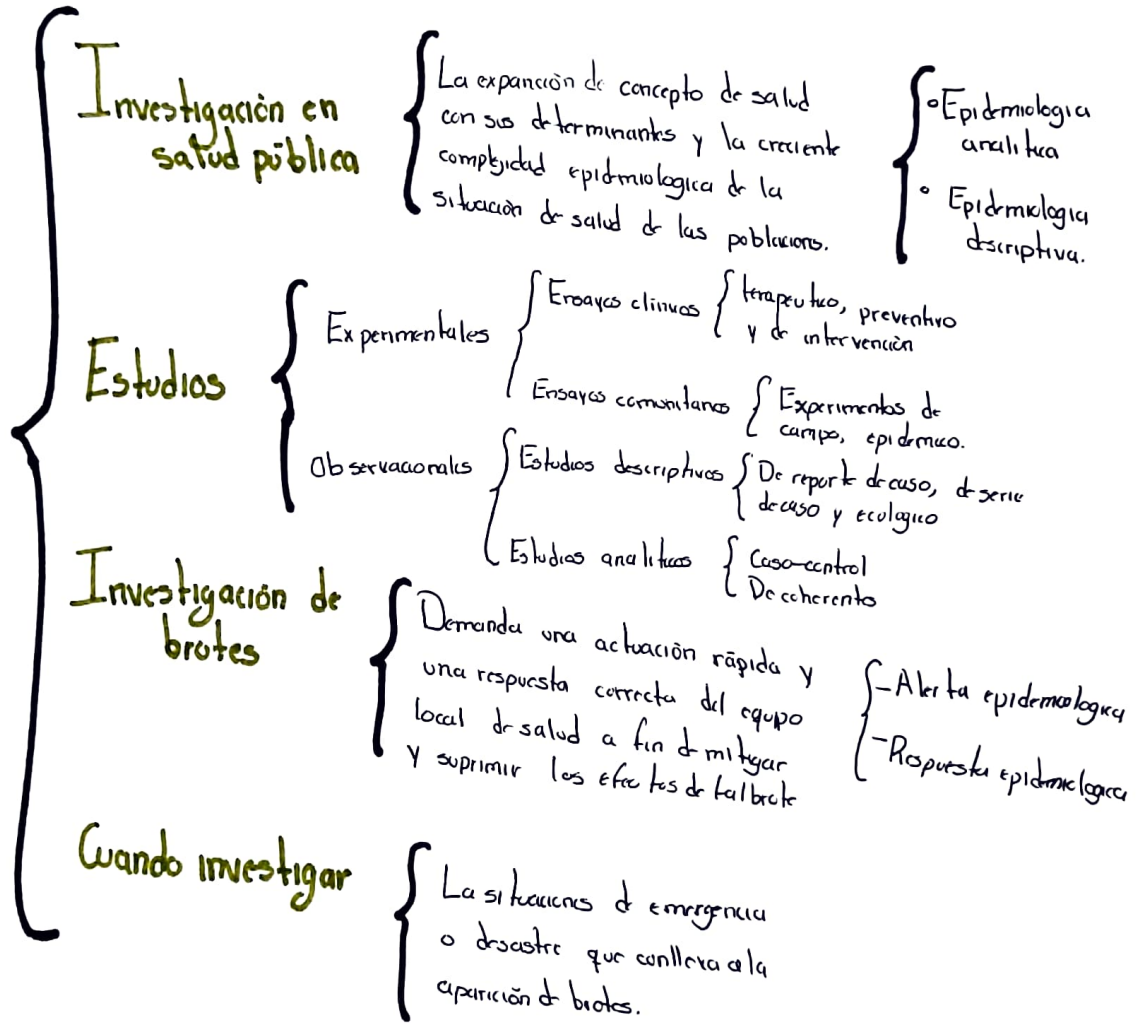 Investigación en
salud pública
La expanción de concepto de salud
con sus determinantes y la creciente
complejidad epidmiologica de la
situación de salud de las poblacions.
• Epidemiologia
analitica
• Epidemiologia
descriptiva.
Estudios
Experimentales
Ensayos clinicos
terapeutico, preventivo
y de intervención
Ensayos comunitarios
Experimentos de
campo, epidemico.
Observacionales
Estudios descriptivos
De reporte de caso, de serie
de caso y ecologico
Estudios analiticos
Caso-control
De coherento
Investigación de
brotes
Demanda una actuación rápida y
una respuesta correcta del equipo
local de salud a fin de mitigar
y suprimir los efectos de tal brote
- Alerta epidemiologica
- Respuesta epidemiologica
Cuando investigar
La situaciones de emergencia
o desastre que conlleva a la
aparición de brotes.